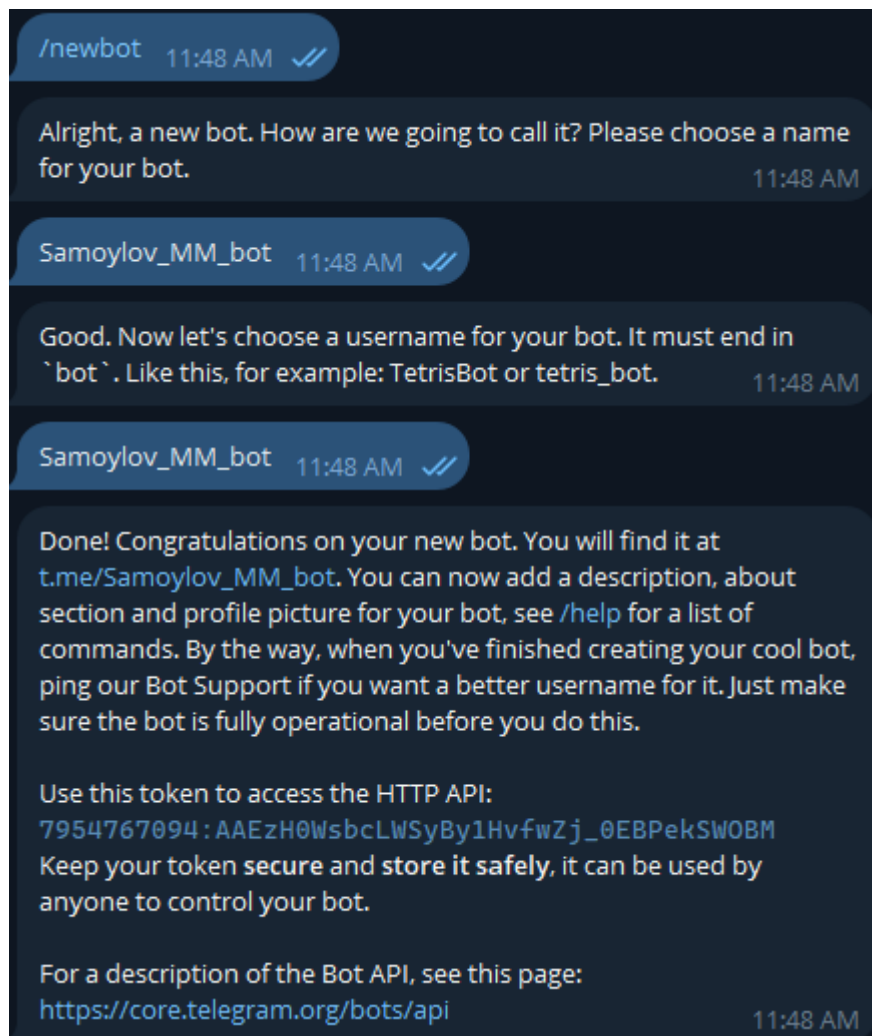 /newbot 11:48 AM
Alright, a new bot. How are we going to call it? Please choose a name
for your bot.
11:48 AM
Samoylov_MM_bot 11:48 AM
Good. Now let's choose a username for your bot. It must end in
`bot`. Like this, for example: TetrisBot or tetris_bot.
11:48 AM
Samoylov_MM_bot 11:48 AM
Done! Congratulations on your new bot. You will find it at
t.me/Samoylov_MM_bot. You can now add a description, about
section and profile picture for your bot, see /help for a list of
commands. By the way, when you've finished creating your cool bot,
ping our Bot Support if you want a better username for it. Just make
sure the bot is fully operational before you do this.
Use this token to access the HTTP API:
7954767094:AAEzH0WsbcLWSyBy1HvfwZj_0EBPekSWOBM
Keep your token secure and store it safely, it can be used by
anyone to control your bot.
For a description of the Bot API, see this page:
https://core.telegram.org/bots/api
11:48 AM